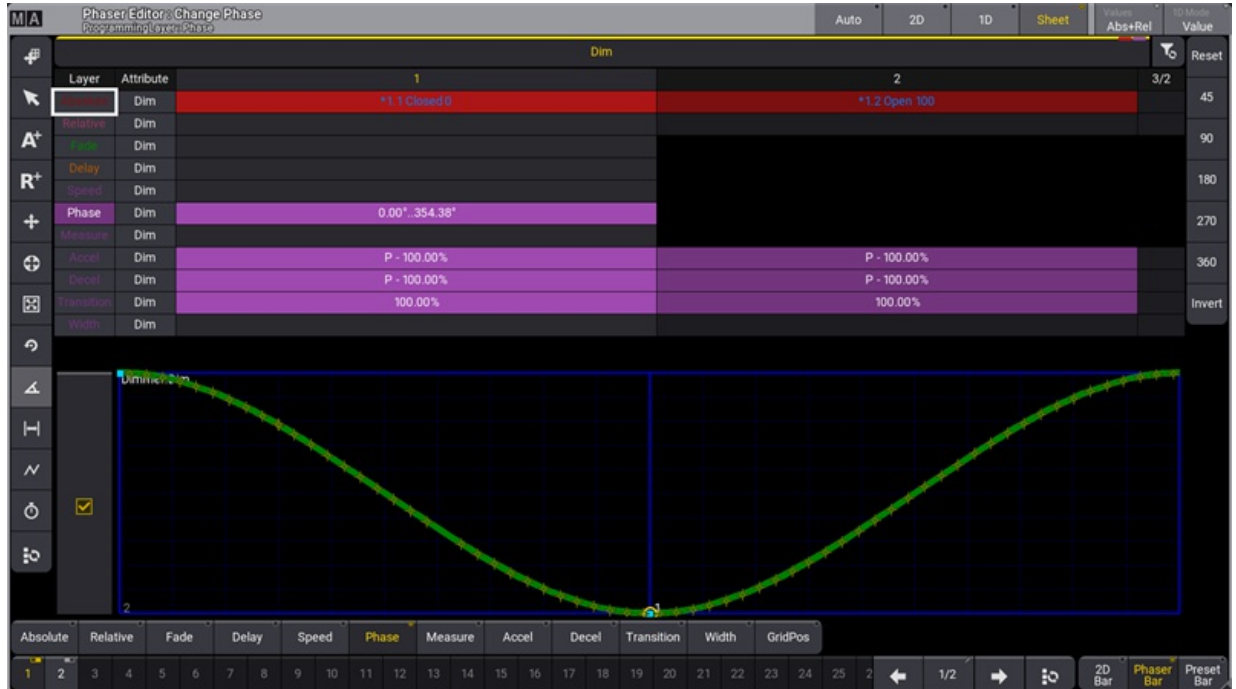 MA Phaser Editor : Change Phase Auto 2D 1D Sheet Values 1D Mode
ProgrammingLayer : Phase Abs+Rel Value
Dim Reset
Layer Attribute 1 2 3/2
Absolute Dim *1.1 Closed 0 *1.2 Open 100 45
Relative Dim
Fade Dim 90
Delay Dim
Speed Dim 180
Phase Dim 0.00°..354.38°
Measure Dim 270
Accel Dim P - 100.00% P - 100.00% 360
Decel Dim P - 100.00% P - 100.00%
Transition Dim 100.00% 100.00% Invert
Width Dim
A+
R+
2 1
Absolute Relative Fade Delay Speed Phase Measure Accel Decel Transition Width GridPos
1 2 3 4 5 6 7 8 9 10 11 12 13 14 15 16 17 18 19 20 21 22 23 24 25 2 1/2 2D Bar Phaser Bar Preset Bar